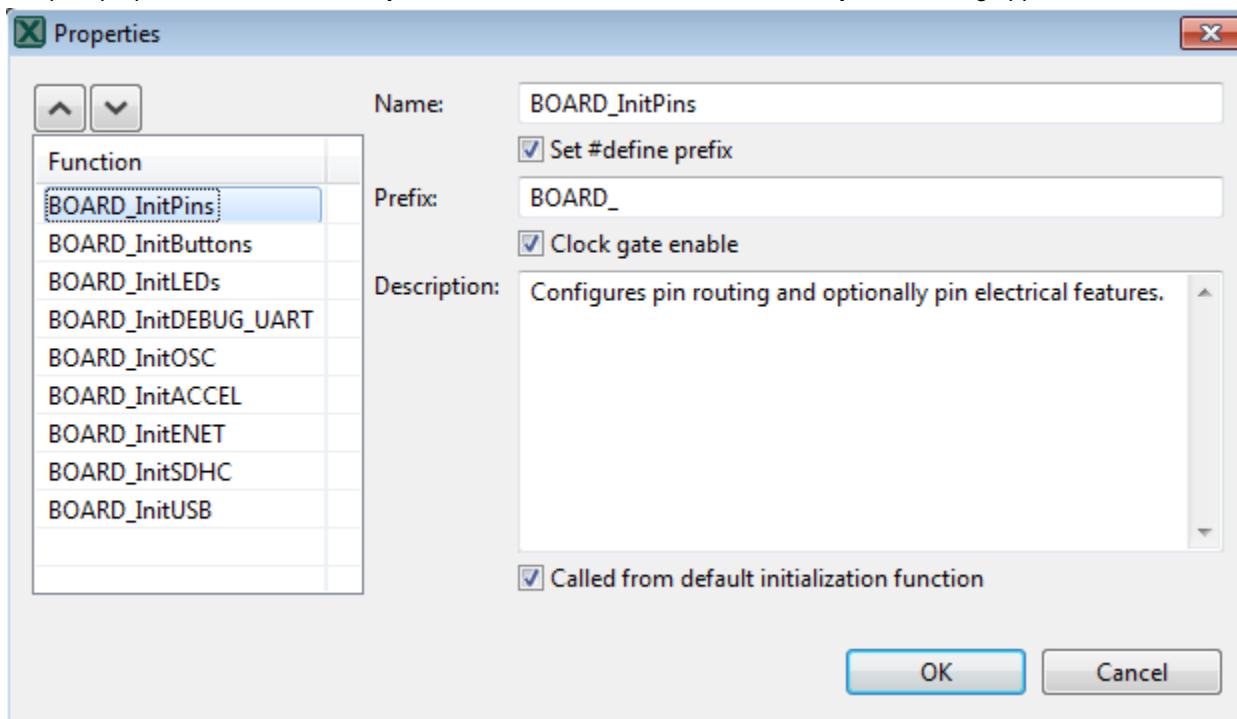 Properties
Name:
BOARD_InitPins
Set #define prefix
Function
Prefix:
BOARD_
BOARD_InitPins
BOARD_InitButtons
Clock gate enable
BOARD_InitLEDs
Description:
Configures pin routing and optionally pin electrical features.
BOARD_InitDEBUG_UART
BOARD_InitOSC
BOARD_InitACCEL
BOARD_InitENET
BOARD_InitSDHC
BOARD_InitUSB
Called from default initialization function
OK
Cancel